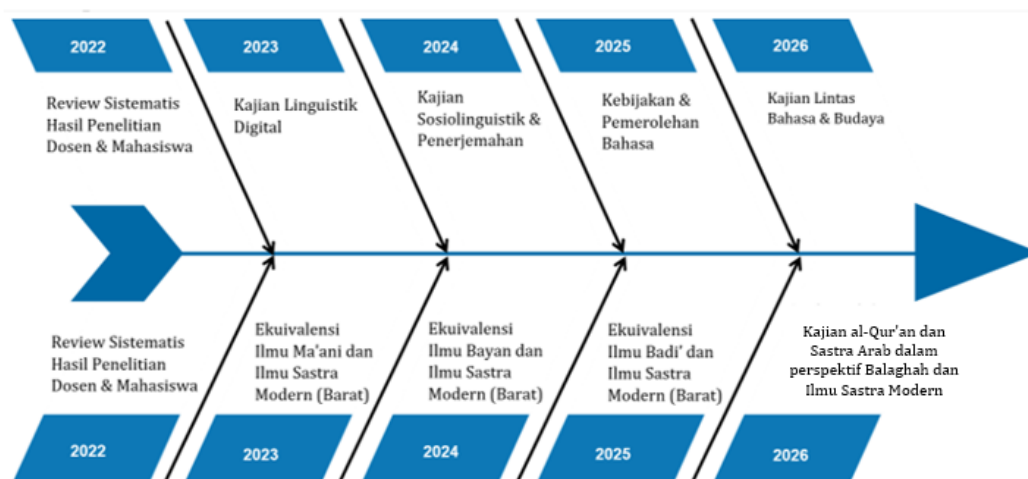 2022
2023
2024
2025
2026
Review Sistematis
Hasil Penelitian
Dosen & Mahasiswa
Kajian Linguistik
Digital
Kajian
Sosiolinguistik &
Penerjemahan
Kebijakan &
Pemerolehan
Bahasa
Kajian Lintas
Bahasa & Budaya
Review Sistematis
Hasil Penelitian
Dosen & Mahasiswa
Ekuivalensi
Ilmu Ma'ani dan
Ilmu Sastra
Modern (Barat)
Ekuivalensi
Ilmu Bayan dan
Ilmu Sastra
Modern (Barat)
Ekuivalensi
Ilmu Badi' dan
Ilmu Sastra
Modern (Barat)
Kajian al-Qur'an dan
Sastra Arab dalam
perspektif Balaghah dan
Ilmu Sastra Modern
2022
2023
2024
2025
2026